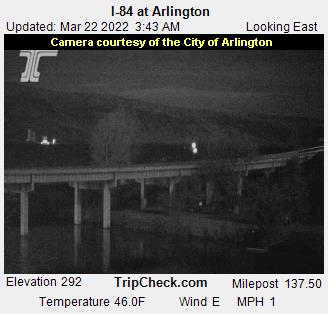 I-84 at Arlington
Updated: Mar 22 2022 3:43 AM Looking East
Camera courtesy of the City of Arlington
Elevation 292 TripCheck.com Milepost 137.50
Temperature 46.0F Wind E MPH 1